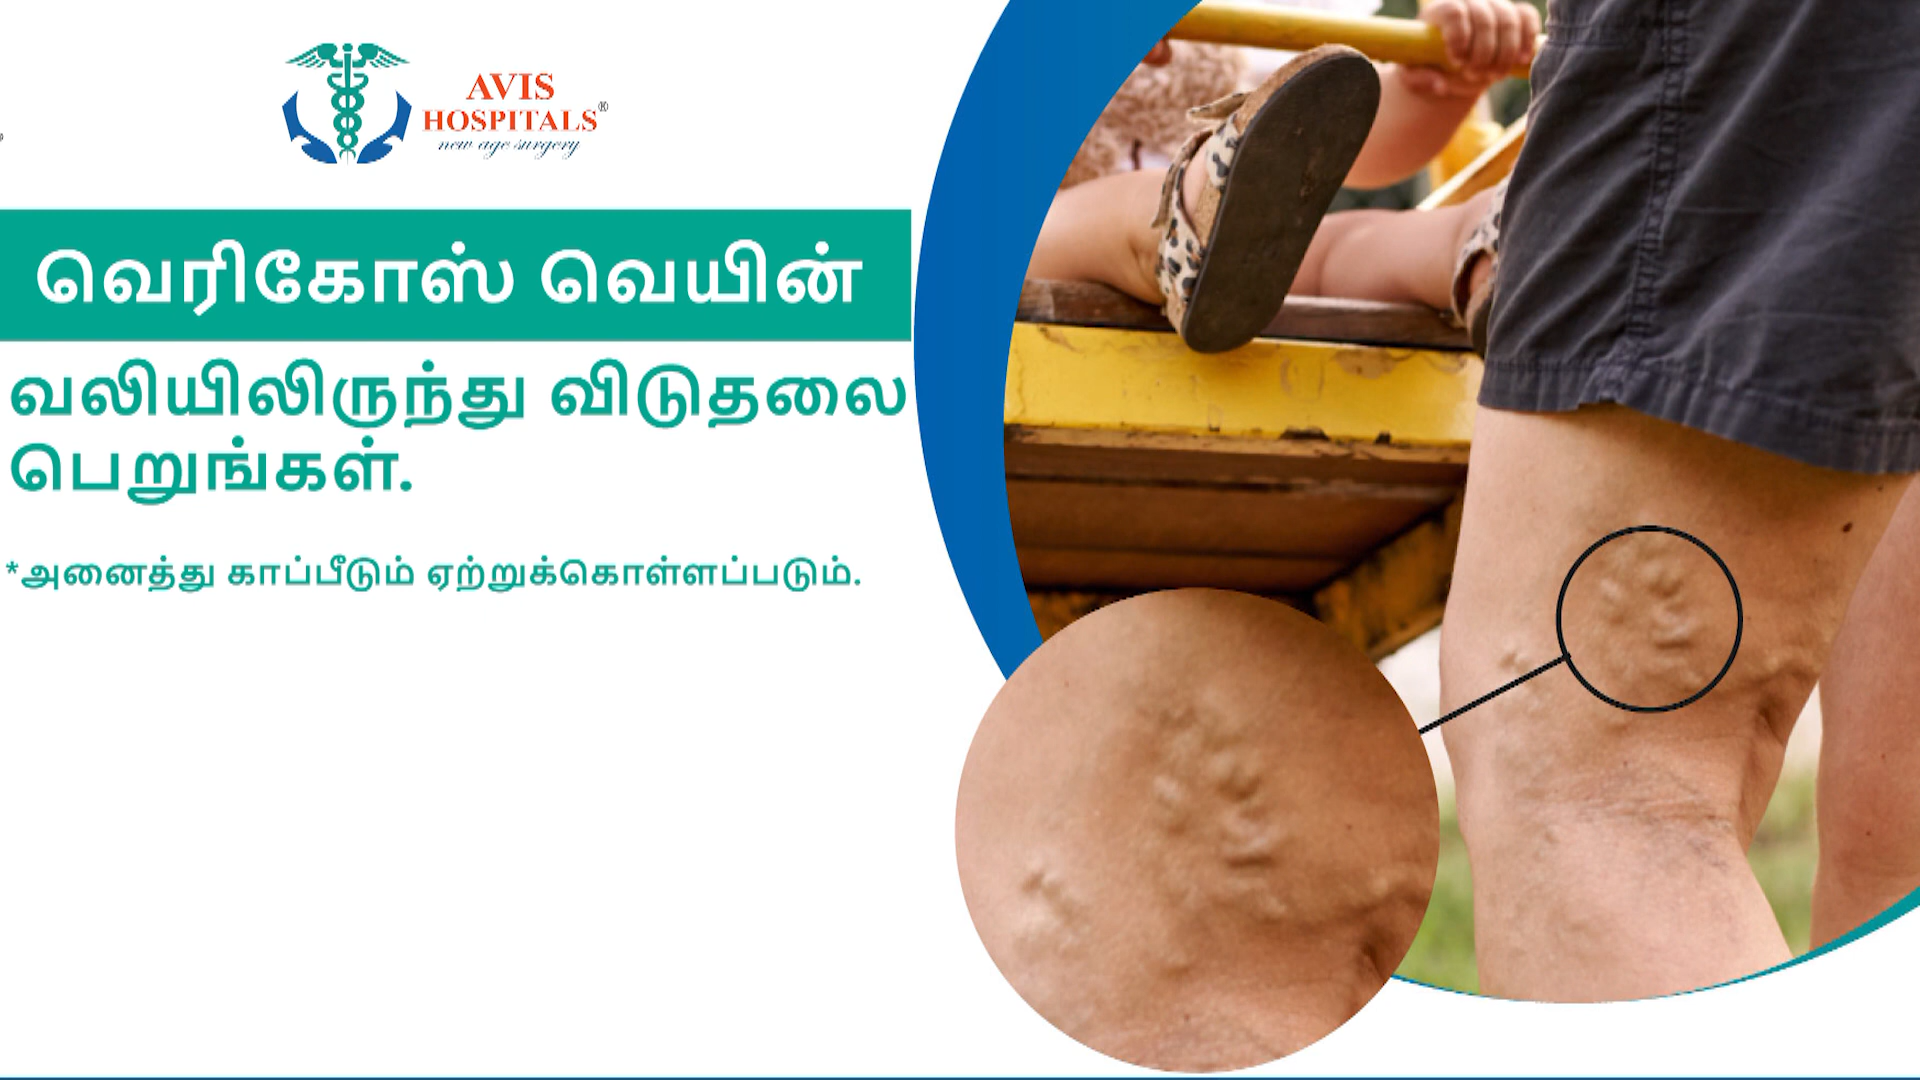 AVIS
HOSPITALS®
new age surgery
வெரிகோஸ் வெயின்
வலியிலிருந்து விடுதலை
பெறுங்கள்.
*அனைத்து காப்பீடும் ஏற்றுக்கொள்ளப்படும்.